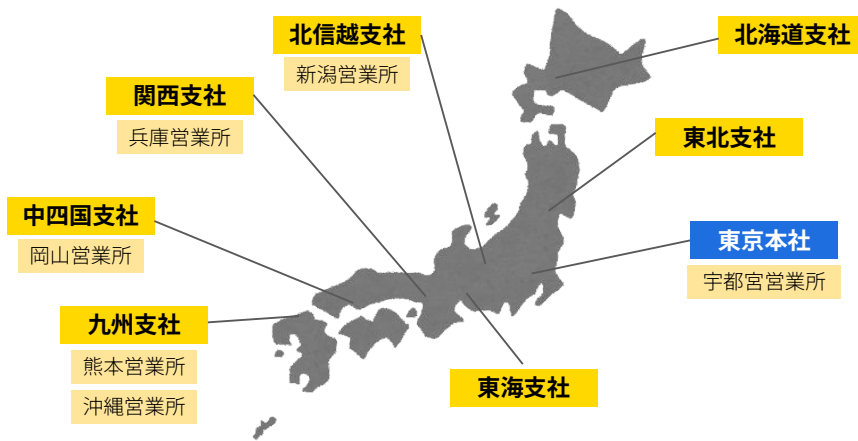 北信越支社
新潟営業所
北海道支社
関西支社
兵庫営業所
東北支社
中四国支社
岡山営業所
東京本社
宇都宮営業所
九州支社
熊本営業所
沖縄営業所
東海支社